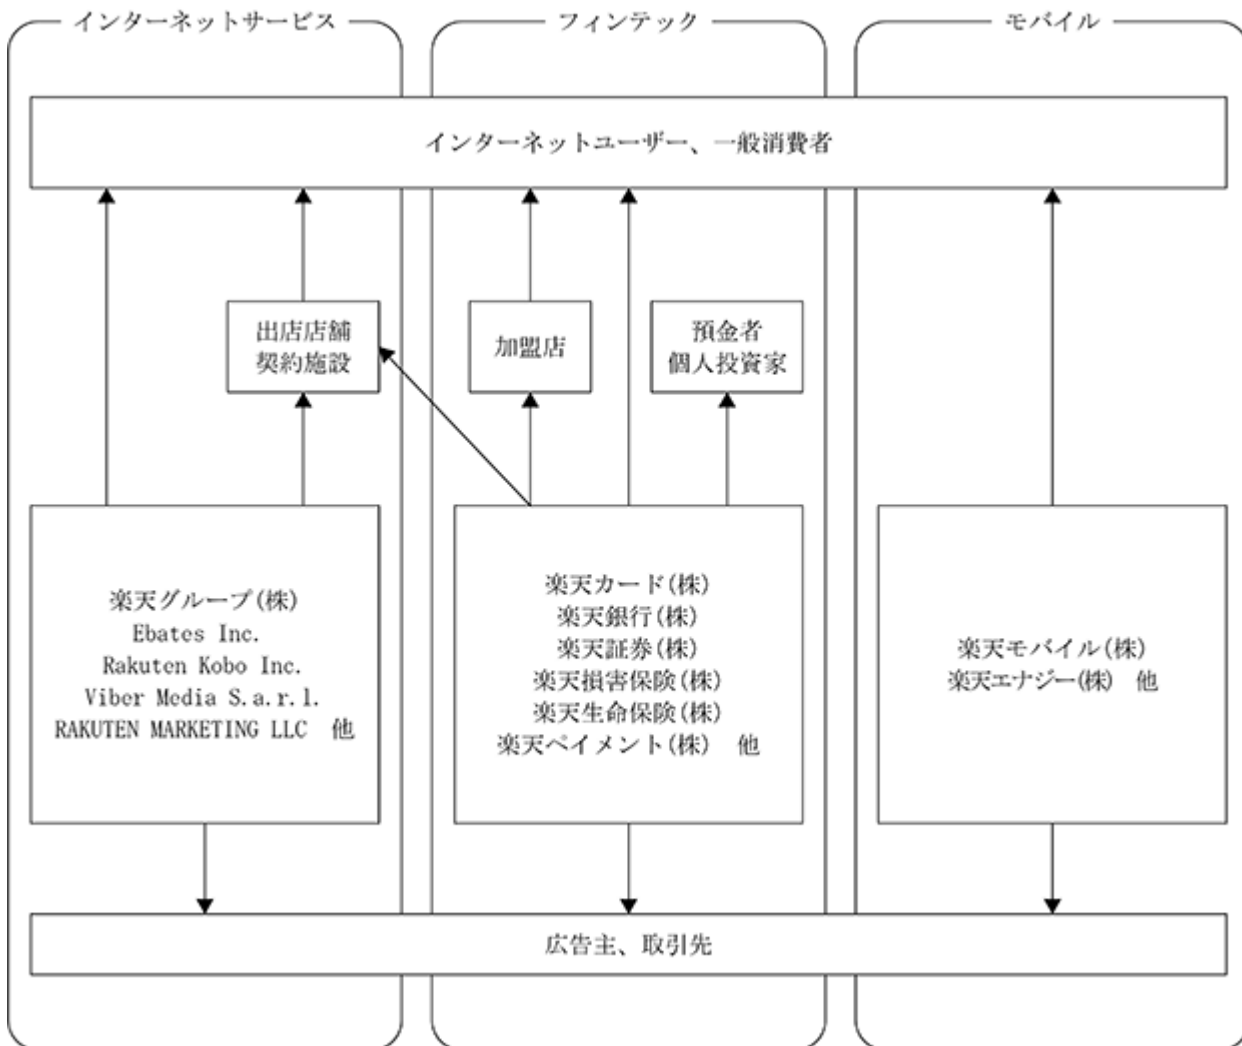 インターネットサービス
フィンテック
モバイル
インターネットユーザー、一般消費者
出店店舗
契約施設
加盟店
預金者
個人投資家
楽天グループ(株)
Ebates Inc.
Rakuten Kobo Inc.
Viber Media S.a.r.l.
RAKUTEN MARKETING LLC 他
楽天カード(株)
楽天銀行(株)
楽天証券(株)
楽天損害保険(株)
楽天生命保険(株)
楽天ペイメント(株) 他
楽天モバイル(株)
楽天エナジー(株) 他
広告主、取引先